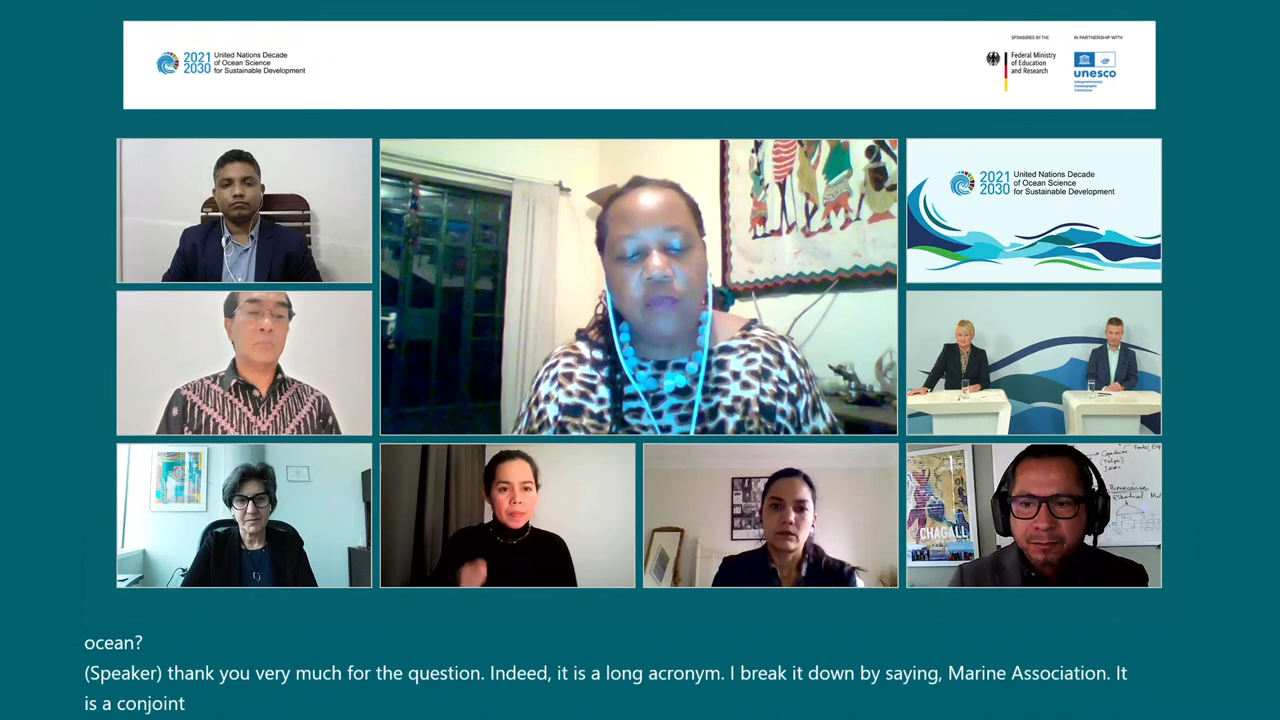 2021
2030
United Nations Decade
of Ocean Science
for Sustainable Development
SPONSORED BY THE
Federal Ministry
of Education
and Research
IN PARTNERSHIP WITH
unesco
Intergovernmental
Oceanographic
Commission
2021
2030
United Nations Decade
of Ocean Science
for Sustainable Development
CHAGALL
ocean?
(Speaker) thank you very much for the question. Indeed, it is a long acronym. I break it down by saying, Marine Association. It
is a conjoint